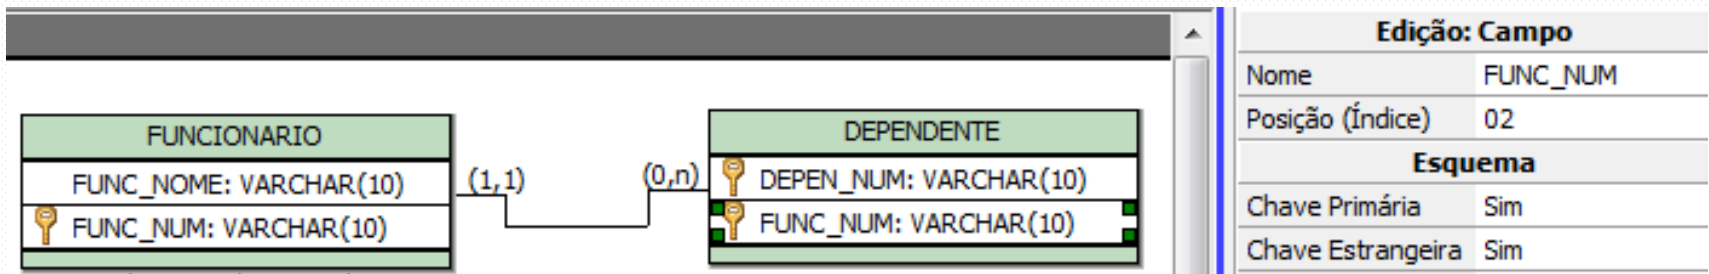 FUNCIONARIO
FUNC_NOME: VARCHAR(10)
FUNC_NUM: VARCHAR(10)
(1,1)
(0,n)
DEPENDENTE
DEPEN_NUM: VARCHAR(10)
FUNC_NUM: VARCHAR(10)
Edição: Campo
Nome FUNC_NUM
Posição (Índice) 02
Esquema
Chave Primária Sim
Chave Estrangeira Sim